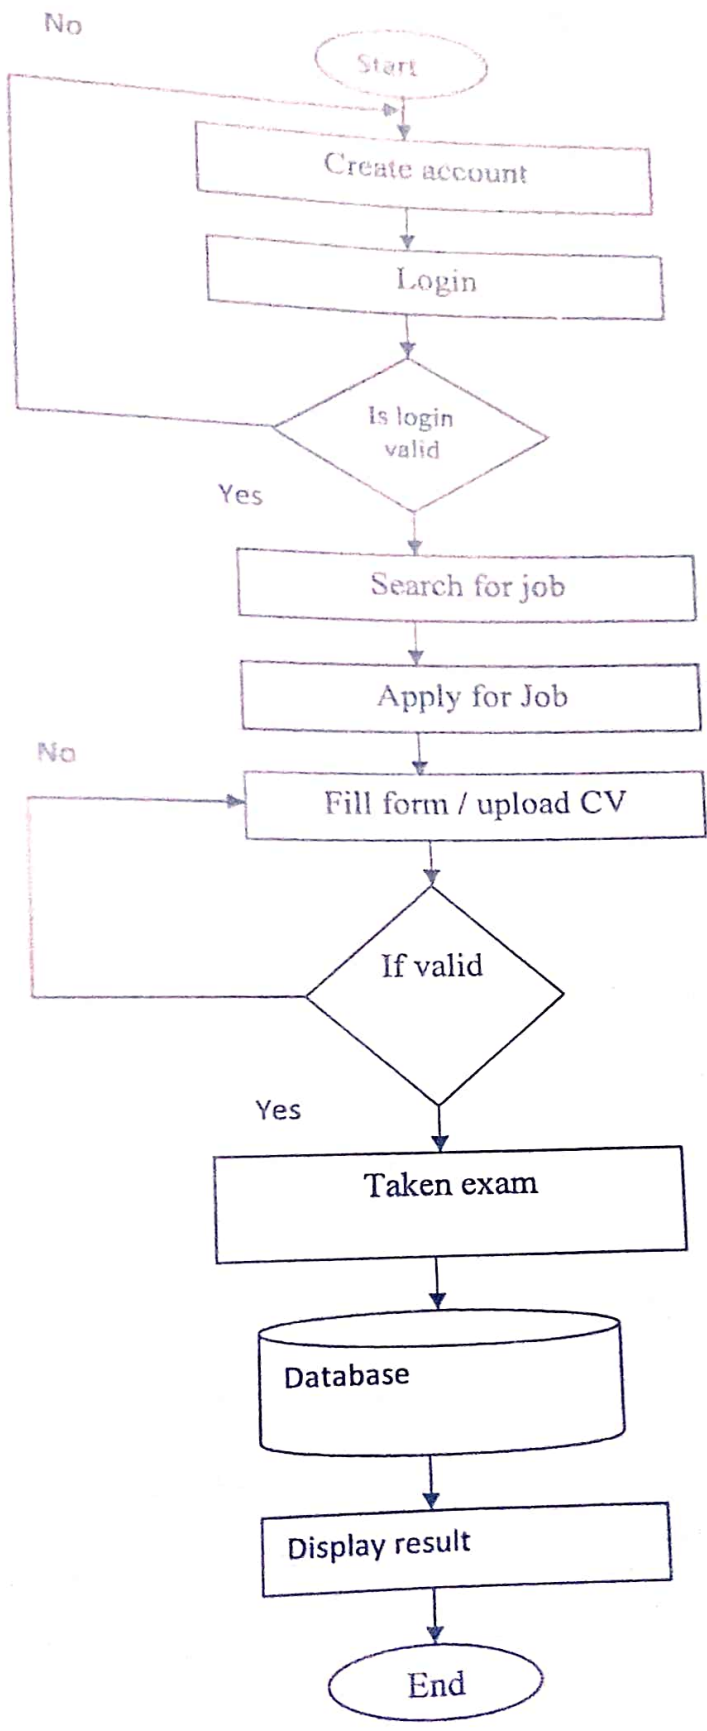 No
Start
Create account
Login
Is login
valid
Yes
Search for job
Apply for Job
No
Fill form / upload CV
If valid
Yes
Taken exam
Database
Display result
End